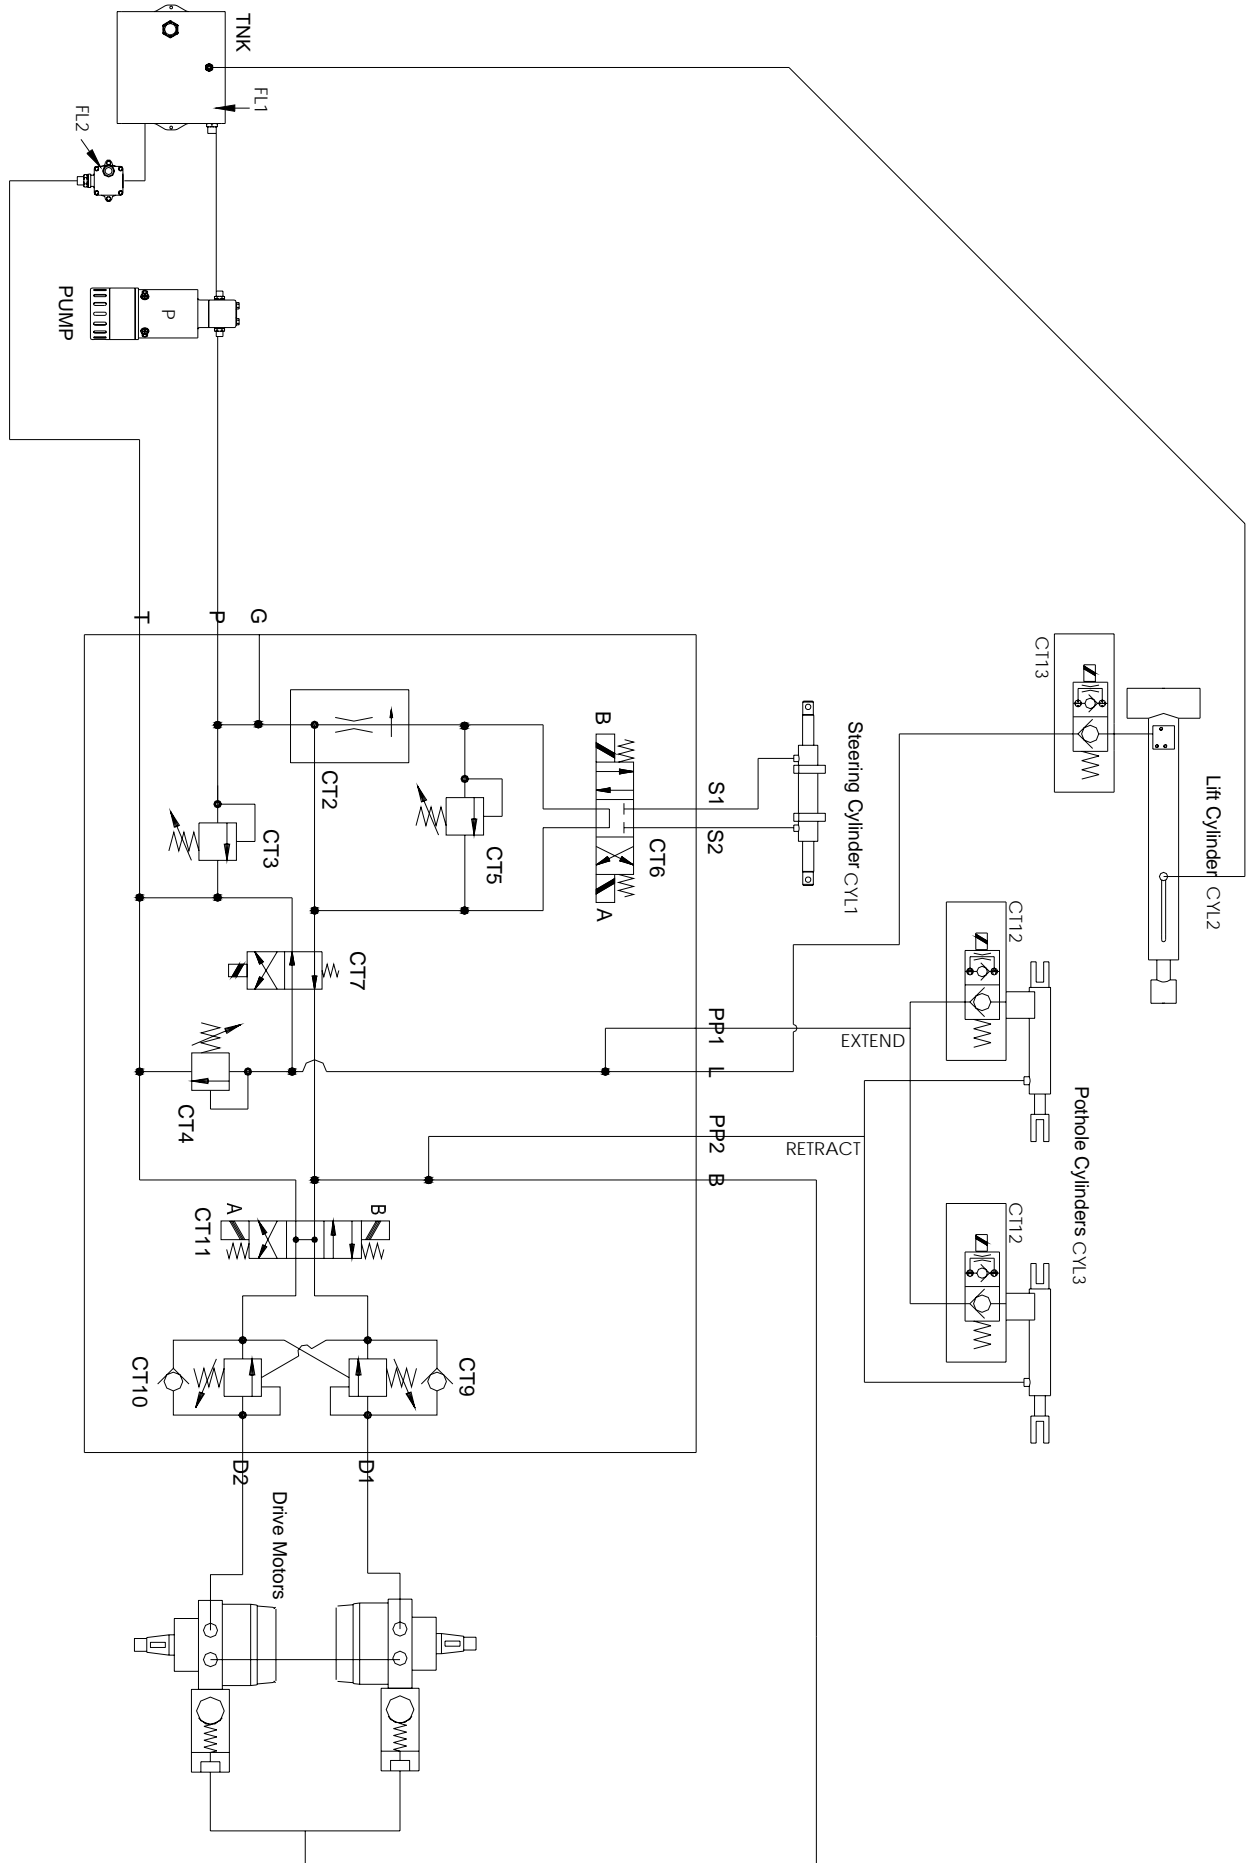 TNK
FL1
FL2
PUMP
P
T
P
G
CT2
CT3
CT5
B
CT6
A
S1
S2
Steering Cylinder CYL1
CT13
Lift Cylinder CYL2
CT12
CT7
CT4
PP1
EXTEND
L
PP2
RETRACT
B
Pothole Cylinders CYL3
CT12
A
B
CT11
CT10
CT9
D2
D1
Drive Motors